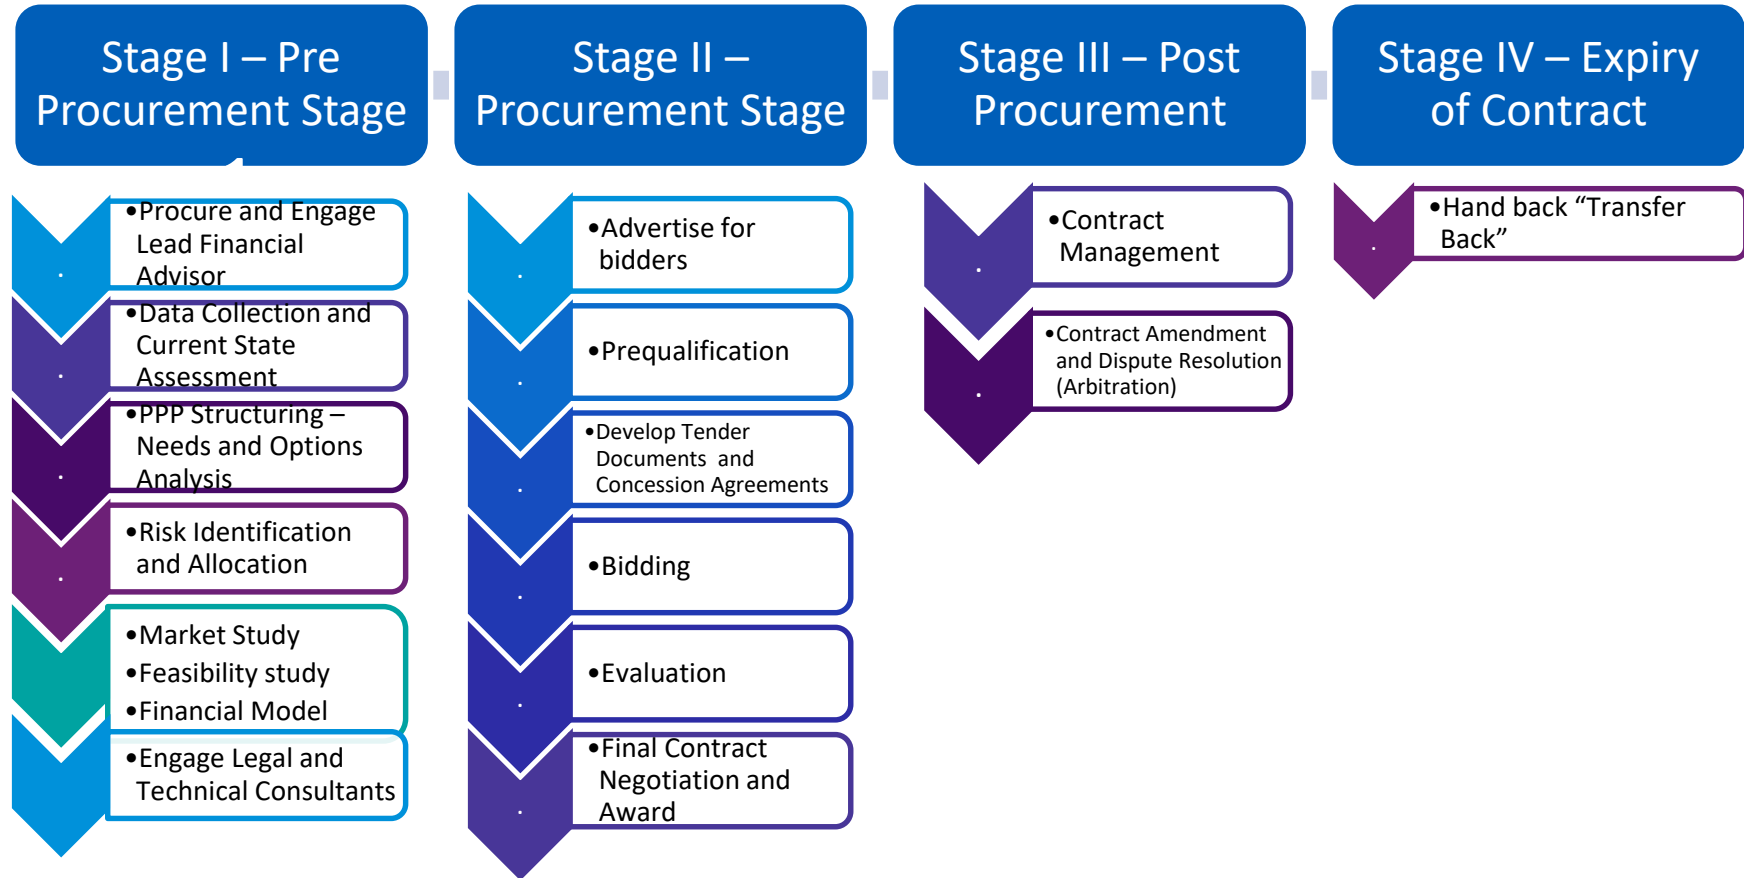 Stage I – Pre
Procurement Stage
Stage II –
Procurement Stage
Stage III – Post
Procurement
Stage IV – Expiry
of Contract
•Procure and Engage
Lead Financial
Advisor
•Data Collection and
Current State
Assessment
•PPP Structuring –
Needs and Options
Analysis
•Risk Identification
and Allocation
•Market Study
•Feasibility study
•Financial Model
•Engage Legal and
Technical Consultants
•Advertise for
bidders
•Prequalification
•Develop Tender
Documents and
Concession Agreements
•Bidding
•Evaluation
•Final Contract
Negotiation and
Award
•Contract
Management
•Contract Amendment
and Dispute Resolution
(Arbitration)
•Hand back “Transfer
Back”